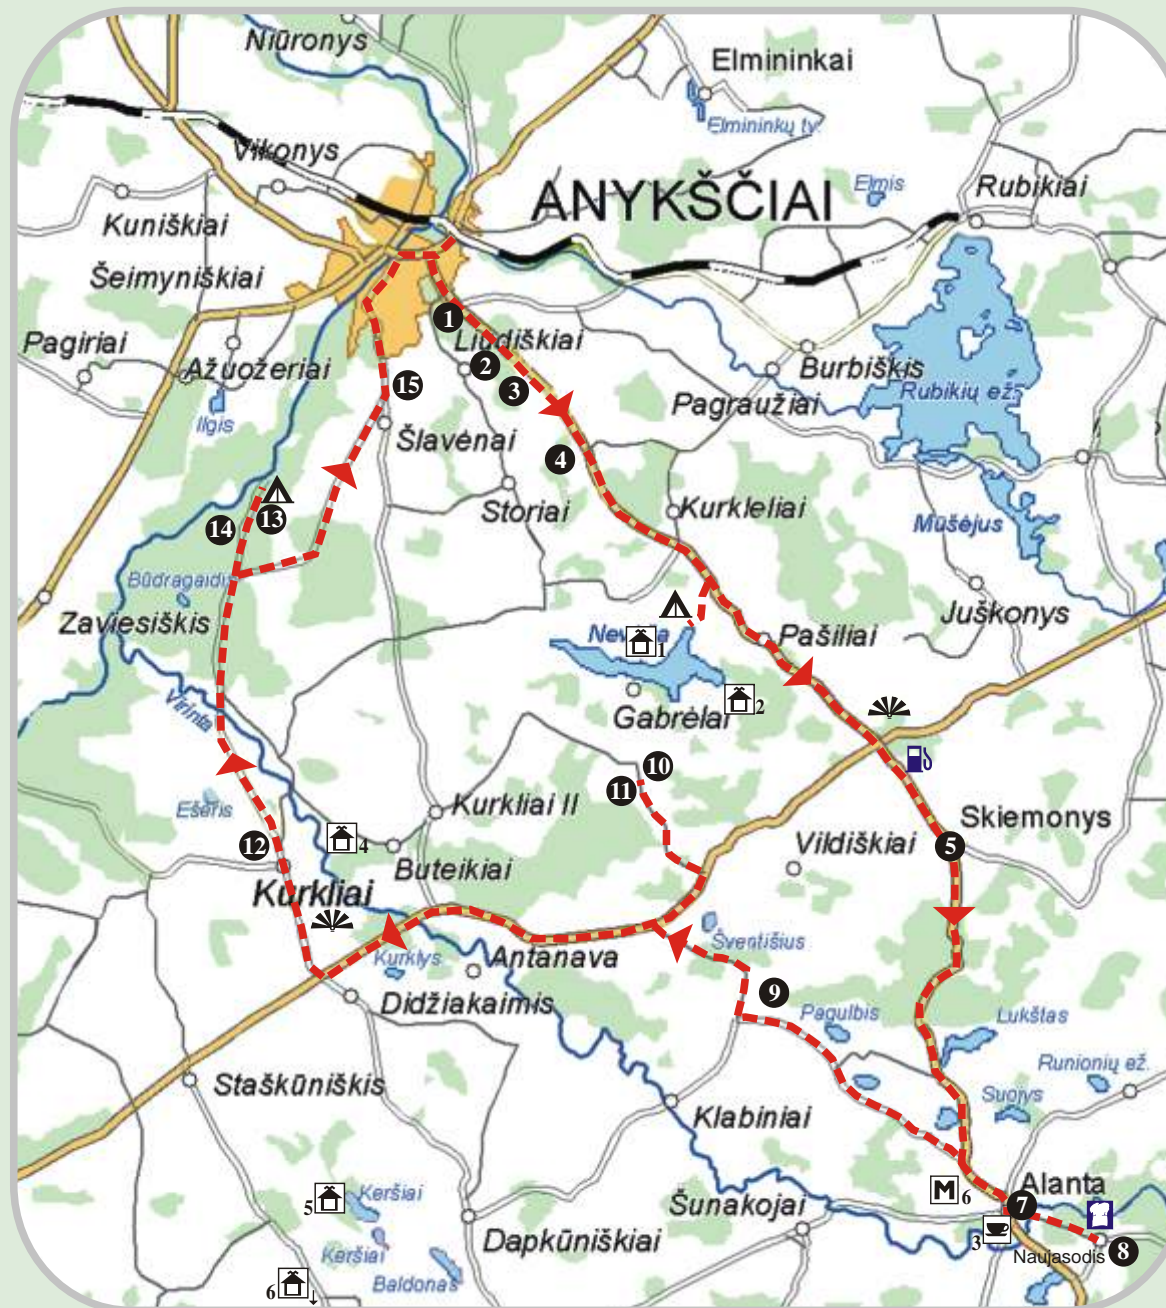 Niūronys
Elmininkai
Elmininkų tv.
Vikonys
ANYKŠČIAI
Elmis
Rubikiai
Kuniškiai
Šeimyniškiai
1
Liudiškiai
Pagiriai
Ažuožeriai
2
3
Burbiškis
Rubikių ež.
15
Ilgis
Pagraužiai
Šlavėnai
4
Storiai
Kurkleliai
Mūšėjus
14
13
Būdragaidis
Zaviesiškis
Juškonys
Pašiliai
1
Virinta
Gabrėlai
2
10
11
Ešeris
Kurkliai II
Skiemonys
12
4
Vildiškiai
5
Buteikiai
Kurkliai
Šventišius
Kurklys
Antanava
Didžiakaimis
9
Pagulbis
Lukštas
Runionių ež.
Staškūniškis
Suojys
Klabiniai
M 6
Alanta
5
Keršiai
Šunakojai
7
3
Keršiai
Dapkūniškiai
Naujasodis
8
6
Baldonas